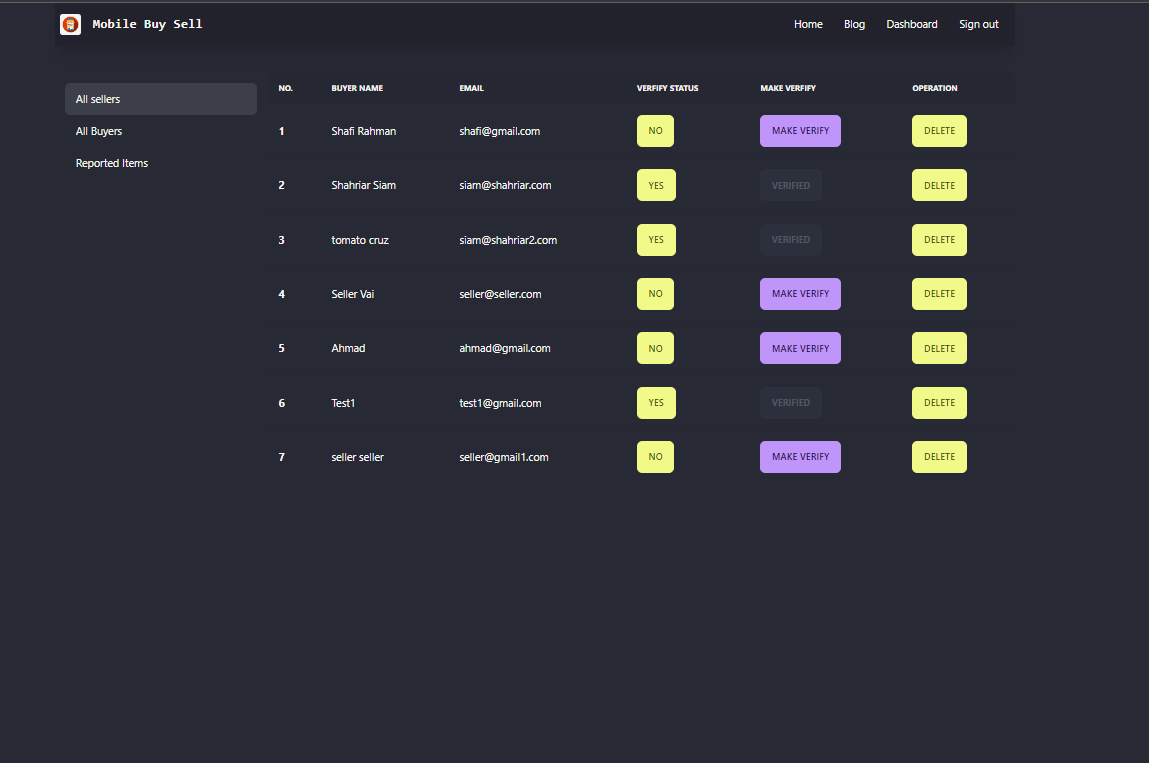 Mobile Buy Sell Home Blog Dashboard Sign out
All sellers
All Buyers
Reported Items
NO. BUYER NAME EMAIL VERFIFY STATUS MAKE VERFIFY OPERATION
1 Shafi Rahman shafi@gmail.com NO MAKE VERIFY DELETE
2 Shahriar Siam siam@shahriar.com YES VERIFIED DELETE
3 tomato cruz siam@shahriar2.com YES VERIFIED DELETE
4 Seller Vai seller@seller.com NO MAKE VERIFY DELETE
5 Ahmad ahmad@gmail.com NO MAKE VERIFY DELETE
6 Test1 test1@gmail.com YES VERIFIED DELETE
7 seller seller seller@gmail1.com NO MAKE VERIFY DELETE